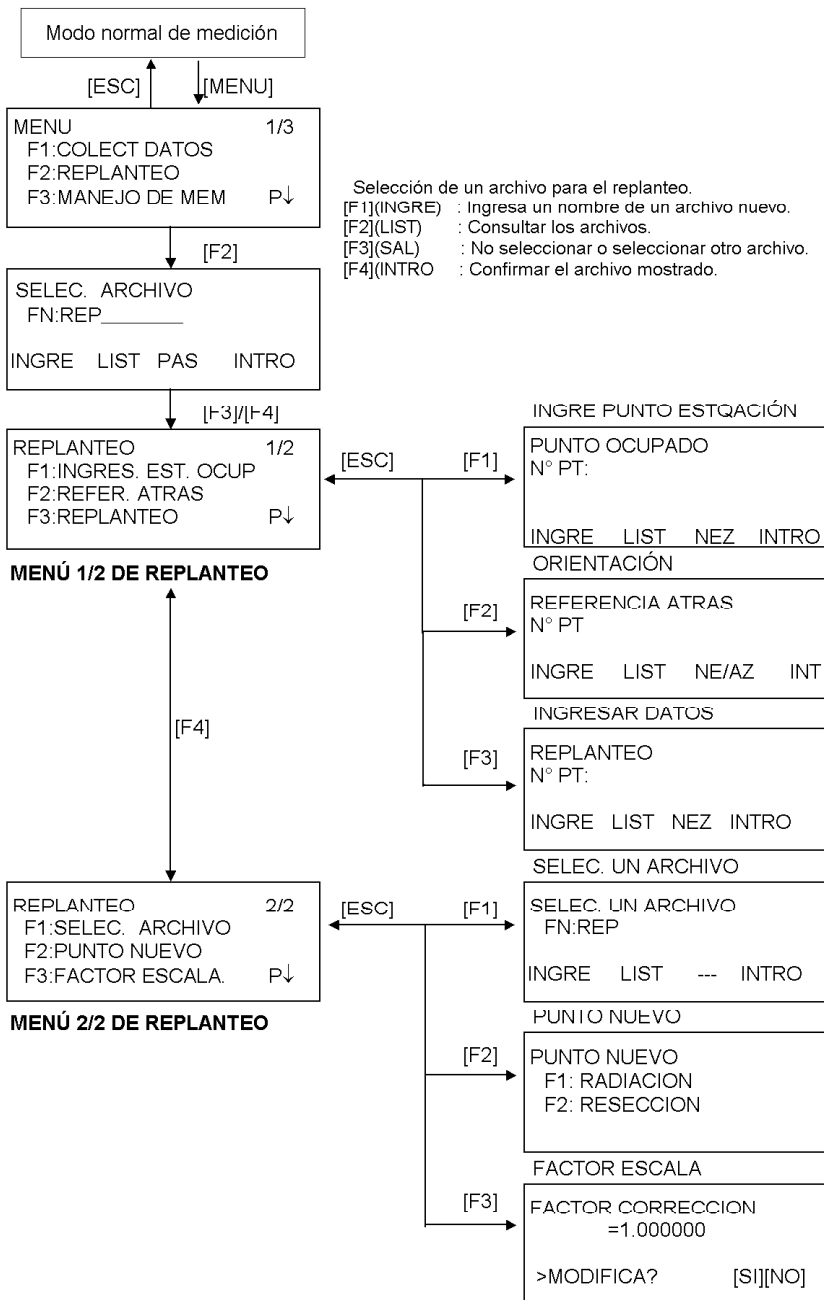 Modo normal de medición
[ESC]
[MENU]
MENU 1/3
F1:COLECT DATOS
F2:REPLANTEO
F3:MANEJO DE MEM P↓
Selección de un archivo para el replanteo.
[F1](INGRE) : Ingresa un nombre de un archivo nuevo.
[F2](LIST) : Consultar los archivos.
[F3](SAL) : No seleccionar o seleccionar otro archivo.
[F4](INTRO : Confirmar el archivo mostrado.
[F2]
SELEC. ARCHIVO
FN:REP________
INGRE LIST PAS INTRO
[F3]/[F4]
REPLANTEO 1/2
F1:INGRES. EST. OCUP
F2:REFER. ATRAS
F3:REPLANTEO P↓
MENÚ 1/2 DE REPLANTEO
[ESC]
[F1]
INGRE PUNTO ESTQACIÓN
PUNTO OCUPADO
N° PT:
INGRE LIST NEZ INTRO
ORIENTACIÓN
[F2]
REFERENCIA ATRAS
N° PT
INGRE LIST NE/AZ INT
INGRESAR DATOS
[F3]
REPLANTEO
N° PT:
INGRE LIST NEZ INTRO
[F4]
REPLANTEO 2/2
F1:SELEC. ARCHIVO
F2:PUNTO NUEVO
F3:FACTOR ESCALA. P↓
MENÚ 2/2 DE REPLANTEO
[ESC]
[F1]
SELEC. UN ARCHIVO
SELEC. UN ARCHIVO
FN:REP
INGRE LIST --- INTRO
PUNTO NUEVO
[F2]
PUNTO NUEVO
F1: RADIACION
F2: RESECCION
FACTOR ESCALA
[F3]
FACTOR CORRECCION
=1.000000
>MODIFICA? [SI][NO]